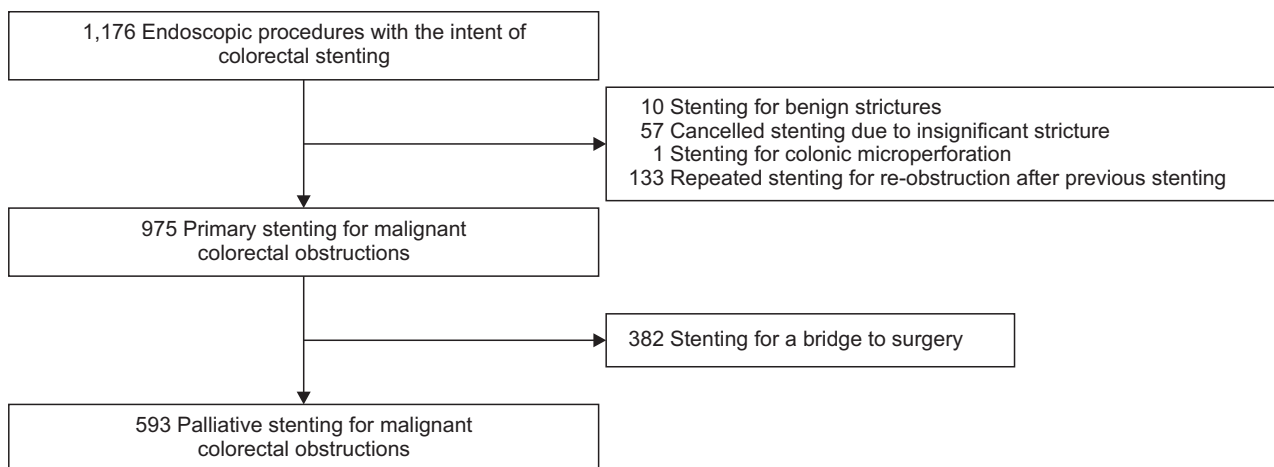 1,176 Endoscopic procedures with the intent of
colorectal stenting
10 Stenting for benign strictures
57 Cancelled stenting due to insignificant stricture
1 Stenting for colonic microperforation
133 Repeated stenting for re-obstruction after previous stenting
975 Primary stenting for malignant
colorectal obstructions
382 Stenting for a bridge to surgery
593 Palliative stenting for malignant
colorectal obstructions